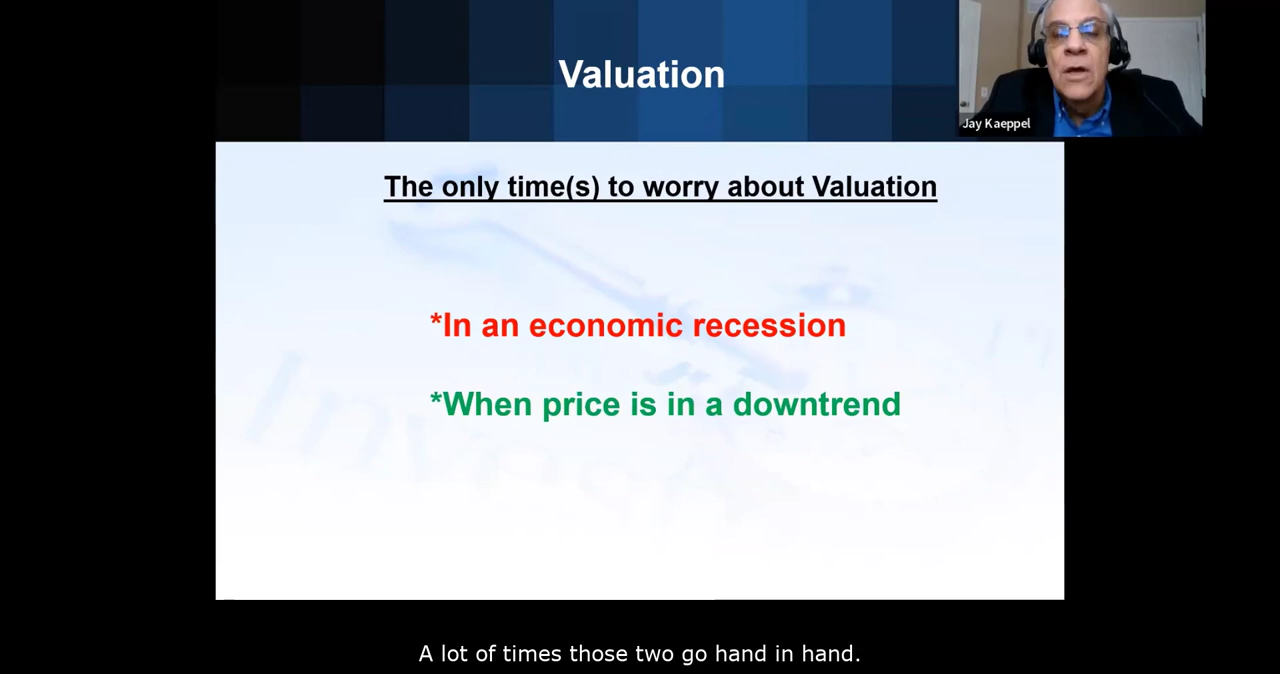 Valuation
Jay Kaeppel
The only time(s) to worry about Valuation
*In an economic recession
*When price is in a downtrend
A lot of times those two go hand in hand.